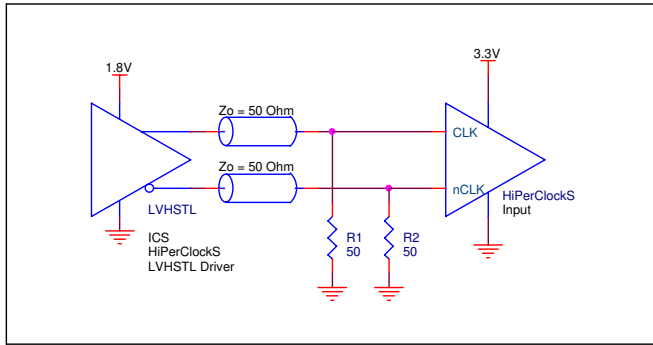 1.8V
3.3V
Zo = 50 Ohm
CLK
Zo = 50 Ohm
nCLK
HiPerClockS
Input
LVHSTL
ICS
HiPerClockS
LVHSTL Driver
R1
50
R2
50